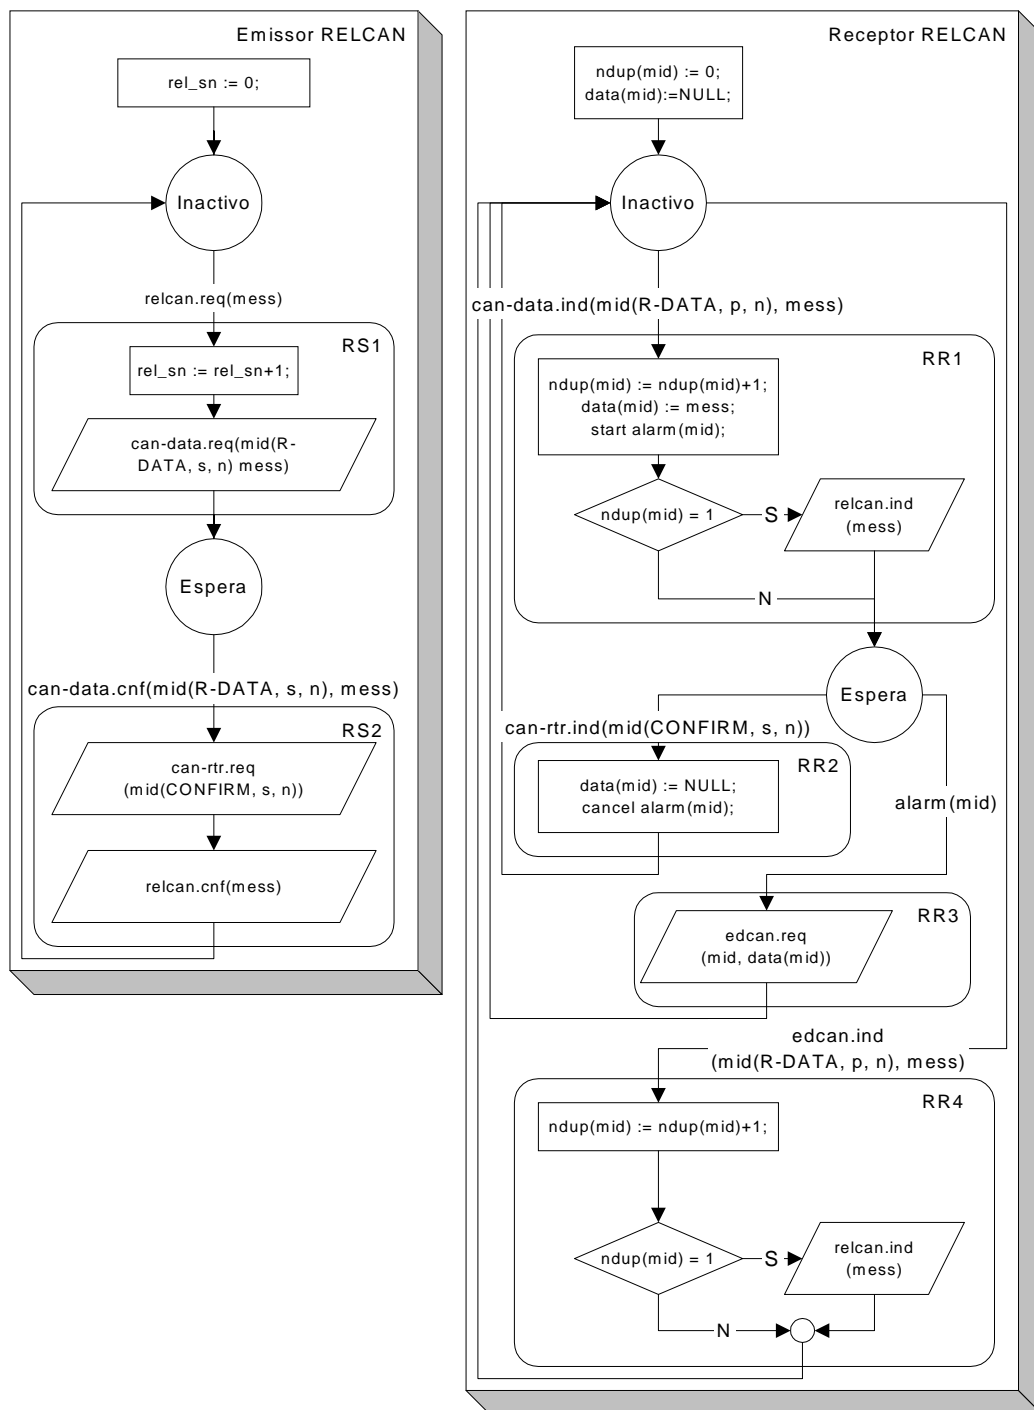 Emissor RELCAN
rel_sn := 0;
Inactivo
relcan.req(mess)
RS1
rel_sn := rel_sn+1;
can-data.req(mid(R-
DATA, s, n) mess)
Espera
can-data.cnf(mid(R-DATA, s, n), mess)
RS2
can-rtr.req
(mid(CONFIRM, s, n))
relcan.cnf(mess)
Receptor RELCAN
ndup(mid) := 0;
data(mid):=NULL;
Inactivo
can-data.ind(mid(R-DATA, p, n), mess)
RR1
ndup(mid) := ndup(mid)+1;
data(mid) := mess;
start alarm(mid);
ndup(mid) = 1
S
relcan.ind
(mess)
N
Espera
can-rtr.ind(mid(CONFIRM, s, n))
RR2
data(mid) := NULL;
cancel alarm(mid);
alarm(mid)
RR3
edcan.req
(mid, data(mid))
edcan.ind
(mid(R-DATA, p, n), mess)
RR4
ndup(mid) := ndup(mid)+1;
ndup(mid) = 1
S
relcan.ind
(mess)
N